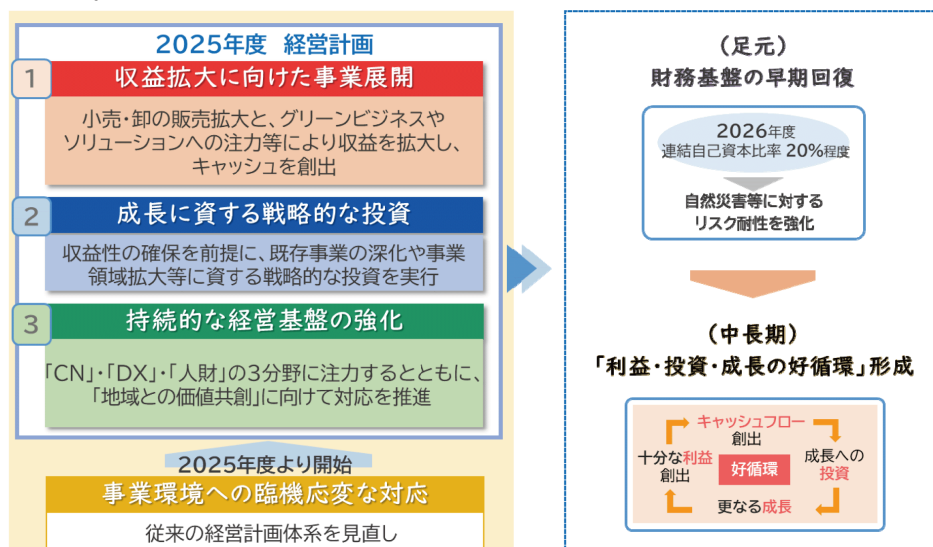 2025年度 経営計画
1
収益拡大に向けた事業展開
小売・卸の販売拡大と、グリーンビジネスや
ソリューションへの注力等により収益を拡大し、
キャッシュを創出
2
成長に資する戦略的な投資
収益性の確保を前提に、既存事業の深化や事業
領域拡大等に資する戦略的な投資を実行
3
持続的な経営基盤の強化
「CN」・「DX」・「人財」の3分野に注力するとともに、
「地域との価値共創」に向けて対応を推進
2025年度より開始
事業環境への臨機応変な対応
従来の経営計画体系を見直し
（足元）
財務基盤の早期回復
2026年度
連結自己資本比率 20%程度
自然災害等に対する
リスク耐性を強化
（中長期）
「利益・投資・成長の好循環」形成
キャッシュフロー
創出
成長への
投資
更なる成長
十分な利益
創出
好循環